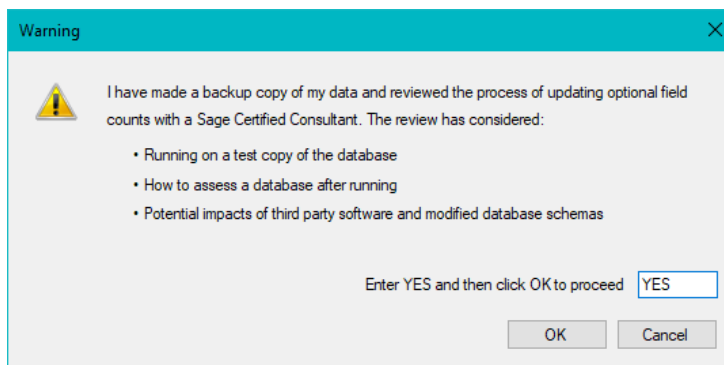 Warning
I have made a backup copy of my data and reviewed the process of updating optional field
counts with a Sage Certified Consultant. The review has considered:
• Running on a test copy of the database
• How to assess a database after running
• Potential impacts of third party software and modified database schemas
Enter YES and then click OK to proceed YES
OK Cancel